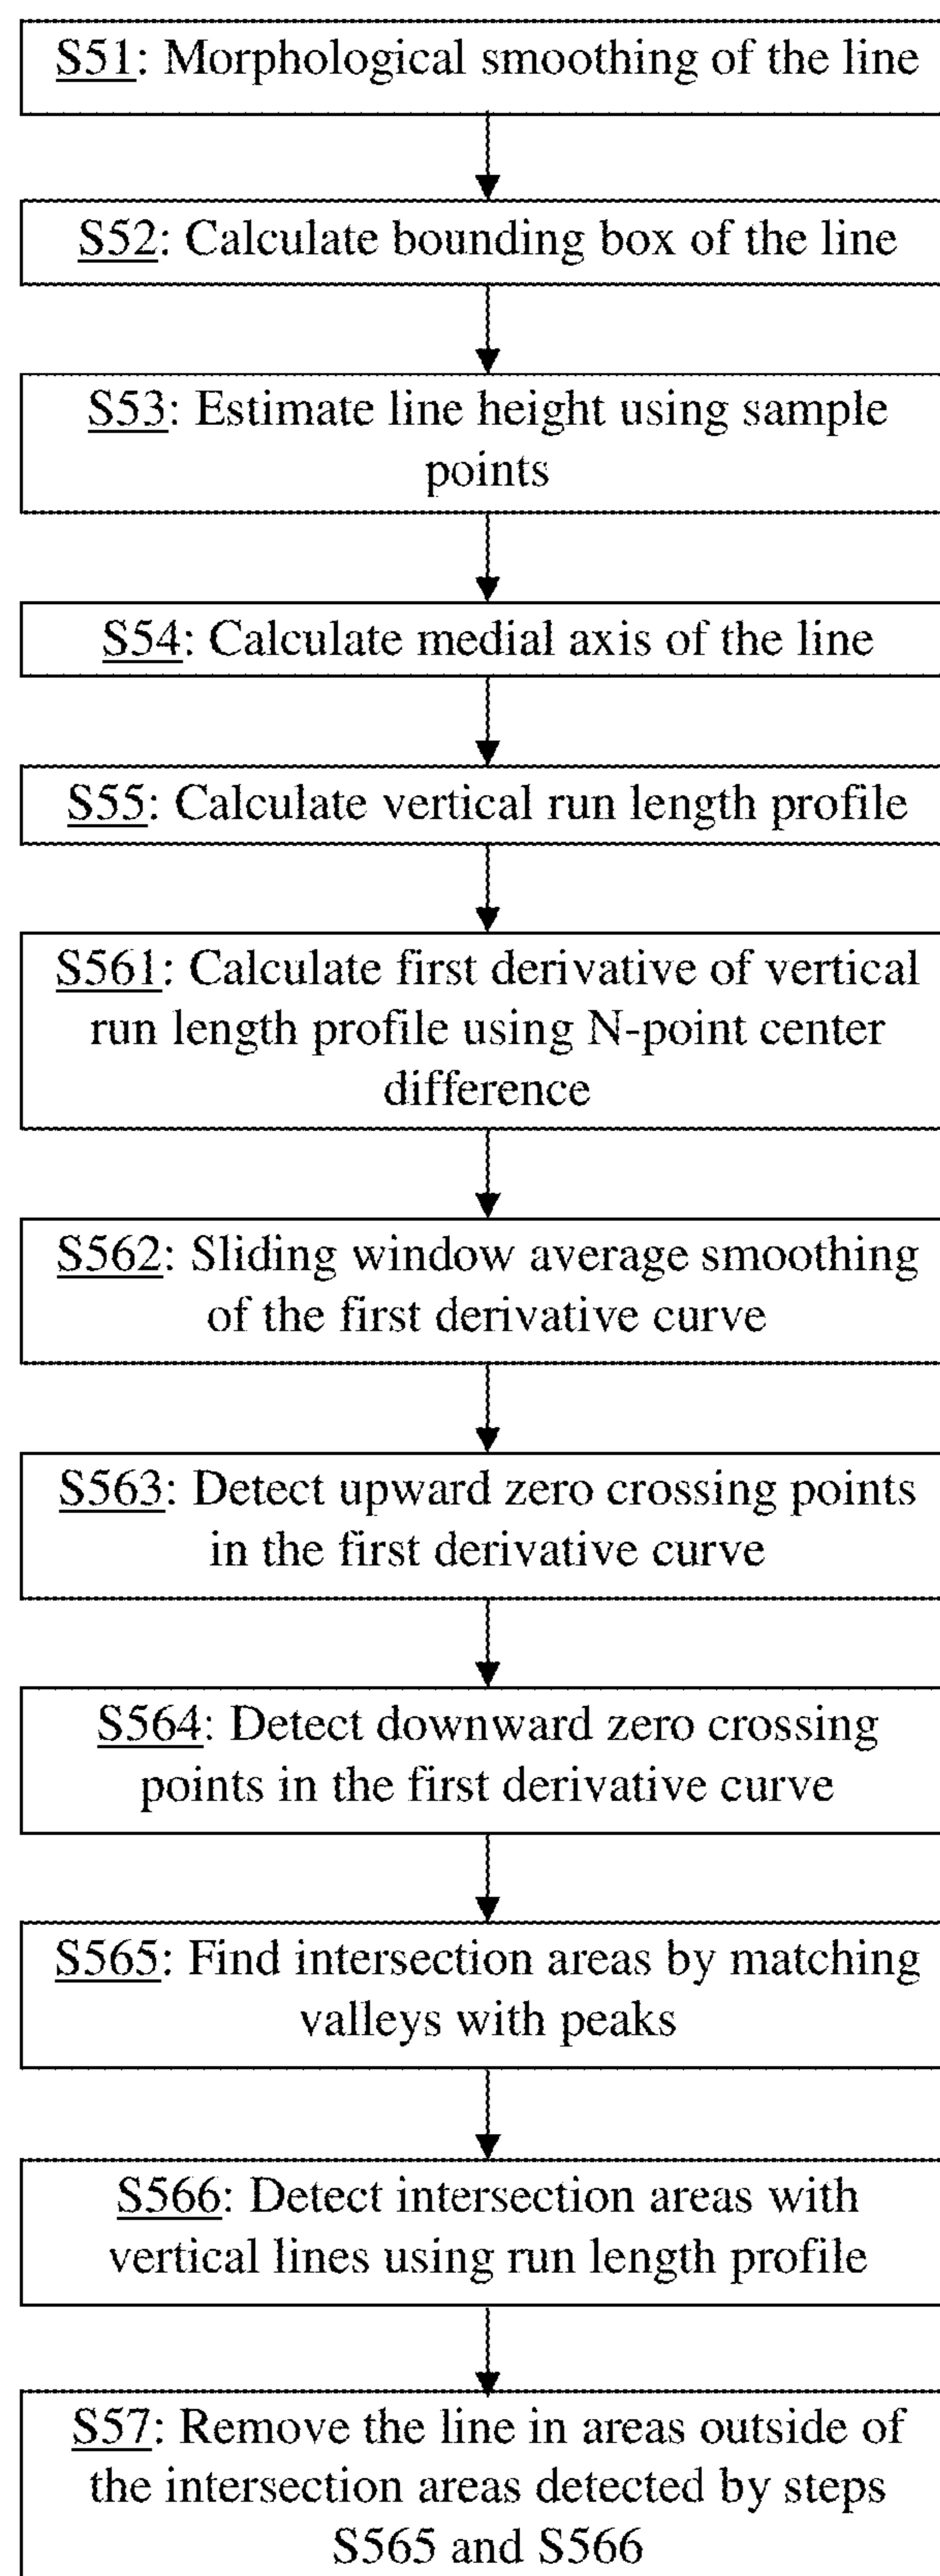 S51: Morphological smoothing of the line
S52: Calculate bounding box of the line
S53: Estimate line height using sample
points
S54: Calculate medial axis of the line
S55: Calculate vertical run length profile
S561: Calculate first derivative of vertical
run length profile using N-point center
difference
S562: Sliding window average smoothing
of the first derivative curve
S563: Detect upward zero crossing points
in the first derivative curve
S564: Detect downward zero crossing
points in the first derivative curve
S565: Find intersection areas by matching
valleys with peaks
S566: Detect intersection areas with
vertical lines using run length profile
S57: Remove the line in areas outside of
the intersection areas detected by steps
S565 and S566